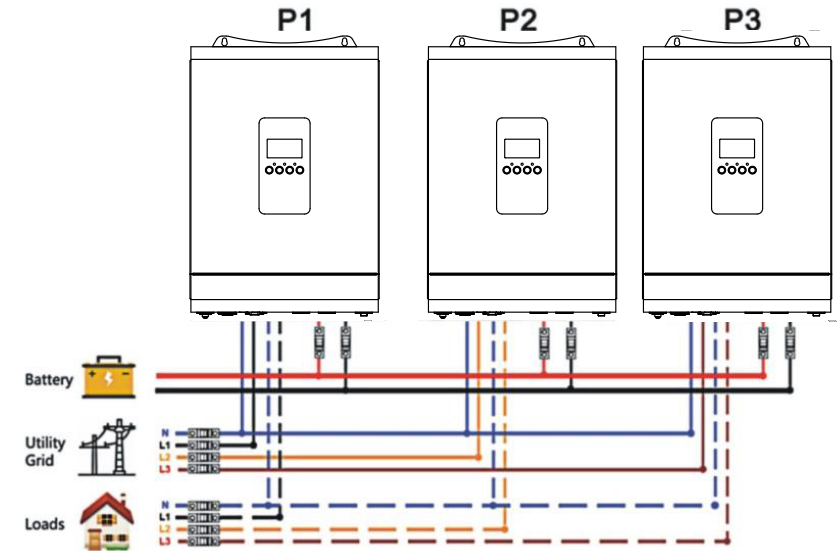 P1 P2 P3
Battery
Utility
Grid
N
L1
L2
L3
Loads
N
L1
L2
L3